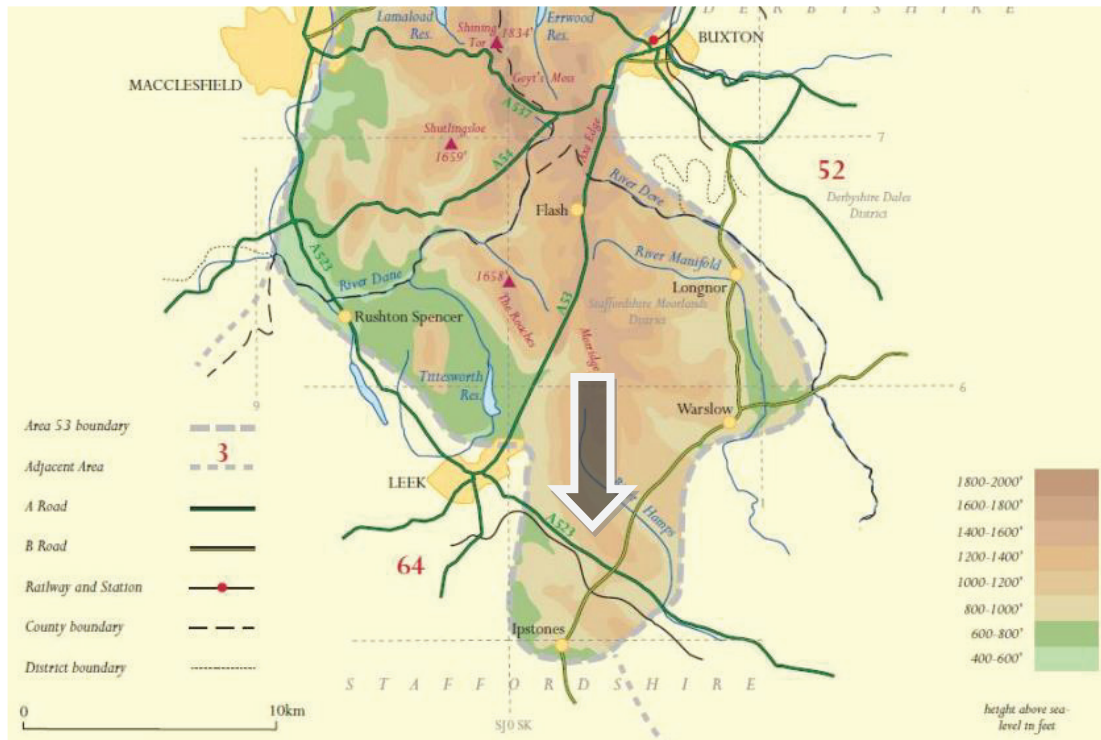 D E R B Y S H I R E
Lamaload
Res.
Errwood
Res.
Shining
Tor
1834'
BUXTON
MACCLESFIELD
Goyt's Moss
A537
Shutlingsloe
1659'
A54
Axe Edge
7
52
Derbyshire Dales
District
River Dove
Flash
A523
River Dane
River Manifold
1658'
Longnor
The Roaches
A53
Staffordshire Moorlands
District
Rushton Spencer
Morridge
Tittesworth
Res.
6
9
Warslow
Area 53 boundary
3
Adjacent Area
LEEK
A Road
Hamps
A523
B Road
64
Railway and Station
County boundary
Ipstones
District boundary
S T A F F O R D S H I R E
0
10km
SJ0 SK
1800-2000'
1600-1800'
1400-1600'
1200-1400'
1000-1200'
800-1000'
600-800'
400-600'
height above sea-
level in feet